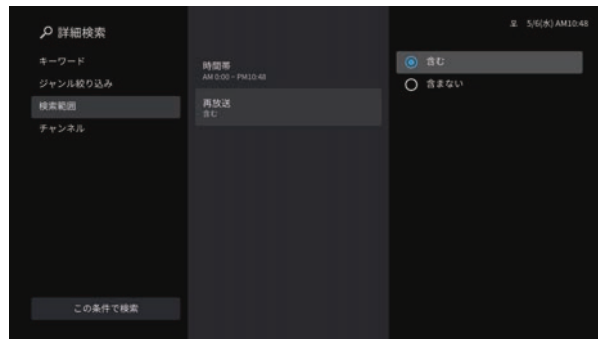 詳細検索
5/6(水) AM10:48
キーワード
ジャンル絞り込み
検索範囲
チャンネル
この条件で検索
時間帯
AM 0:00 - PM10:48
再放送
含む
含む
含まない